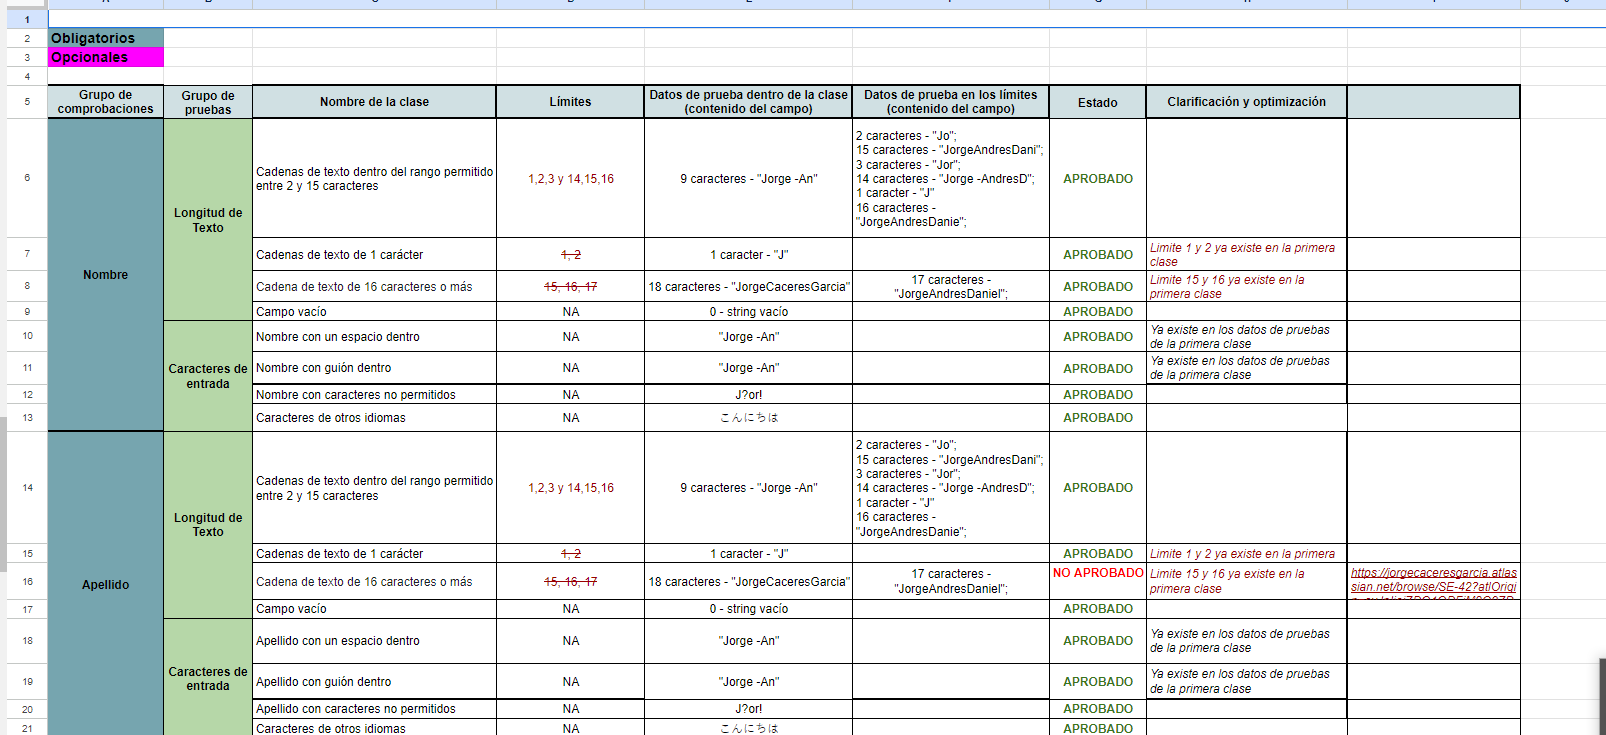 1
2 Obligatorios
3 Opcionales
4
5 Grupo de comprobaciones Grupo de pruebas Nombre de la clase Límites Datos de prueba dentro de la clase (contenido del campo) Datos de prueba en los límites (contenido del campo) Estado Clarificación y optimización
Nombre
Longitud de Texto
6 Cadenas de texto dentro del rango permitido entre 2 y 15 caracteres 1,2,3 y 14,15,16 9 caracteres - "Jorge -An"
2 caracteres - "Jo";
15 caracteres - "JorgeAndresDani";
3 caracteres - "Jor";
14 caracteres - "Jorge -AndresD";
1 caracter - "J"
16 caracteres -
"JorgeAndresDanie";
APROBADO
7 Cadenas de texto de 1 carácter 1, 2 1 caracter - "J" APROBADO Limite 1 y 2 ya existe en la primera clase
8 Cadena de texto de 16 caracteres o más 15, 16, 17 18 caracteres - "JorgeCaceresGarcia" 17 caracteres - "JorgeAndresDaniel"; APROBADO Limite 15 y 16 ya existe en la primera clase
9 Campo vacío NA 0 - string vacío APROBADO
Caracteres de entrada
10 Nombre con un espacio dentro NA "Jorge -An" APROBADO Ya existe en los datos de pruebas de la primera clase
11 Nombre con guión dentro NA "Jorge -An" APROBADO Ya existe en los datos de pruebas de la primera clase
12 Nombre con caracteres no permitidos NA J?or! APROBADO
13 Caracteres de otros idiomas NA こんにちは APROBADO
Apellido
Longitud de Texto
14 Cadenas de texto dentro del rango permitido entre 2 y 15 caracteres 1,2,3 y 14,15,16 9 caracteres - "Jorge -An"
2 caracteres - "Jo";
15 caracteres - "JorgeAndresDani";
3 caracteres - "Jor";
14 caracteres - "Jorge -AndresD";
1 caracter - "J"
16 caracteres -
"JorgeAndresDanie";
APROBADO
15 Cadenas de texto de 1 carácter 1, 2 1 caracter - "J" APROBADO Limite 1 y 2 ya existe en la primera
16 Cadena de texto de 16 caracteres o más 15, 16, 17 18 caracteres - "JorgeCaceresGarcia" 17 caracteres - "JorgeAndresDaniel"; NO APROBADO Limite 15 y 16 ya existe en la primera clase https://jorgecaceresgarcia.atlassian.net/browse/SE-42?atlOrigi
17 Campo vacío NA 0 - string vacío APROBADO
Caracteres de entrada
18 Apellido con un espacio dentro NA "Jorge -An" APROBADO Ya existe en los datos de pruebas de la primera clase
19 Apellido con guión dentro NA "Jorge -An" APROBADO Ya existe en los datos de pruebas de la primera clase
20 Apellido con caracteres no permitidos NA J?or! APROBADO
21 Caracteres de otros idiomas NA こんにちは APROBADO